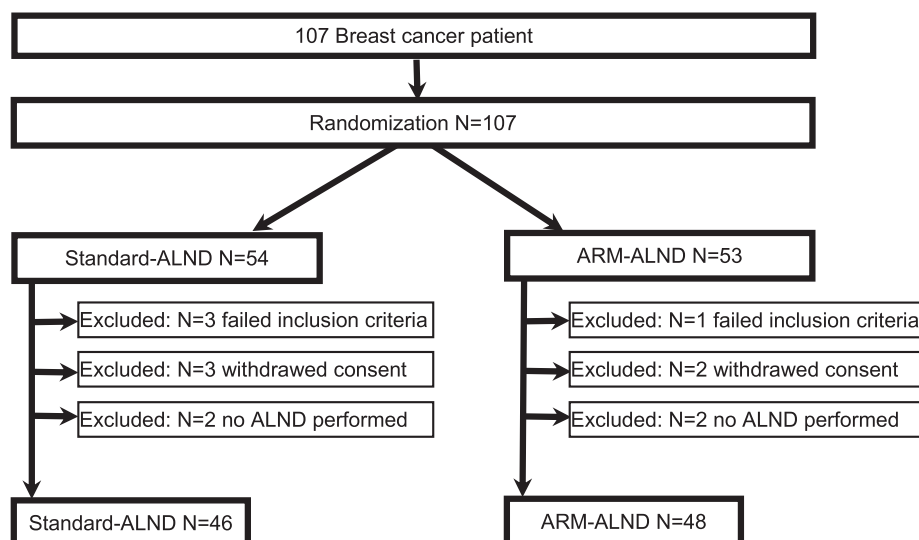 107 Breast cancer patient
Randomization N=107
Standard-ALND N=54
ARM-ALND N=53
Excluded: N=3 failed inclusion criteria
Excluded: N=1 failed inclusion criteria
Excluded: N=3 withdrawed consent
Excluded: N=2 withdrawed consent
Excluded: N=2 no ALND performed
Excluded: N=2 no ALND performed
Standard-ALND N=46
ARM-ALND N=48